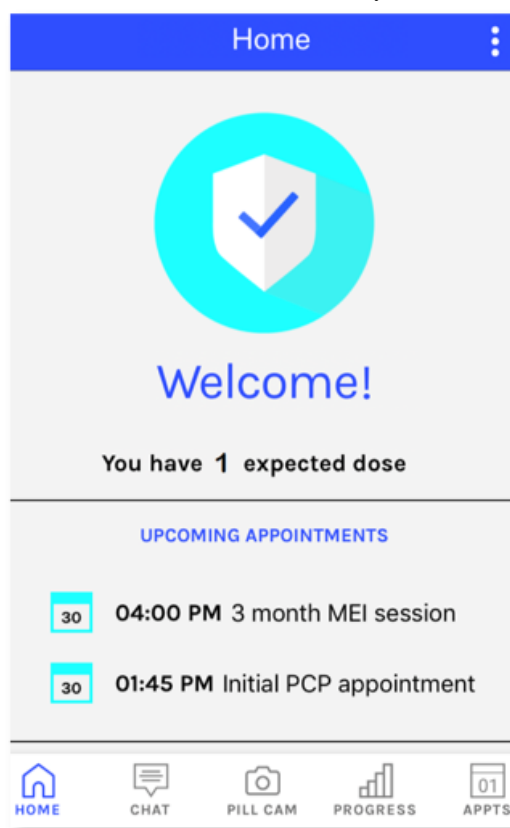 Home
Welcome!
You have 1 expected dose
UPCOMING APPOINTMENTS
30 04:00 PM 3 month MEI session
30 01:45 PM Initial PCP appointment
01
HOME CHAT PILL CAM PROGRESS APPTS